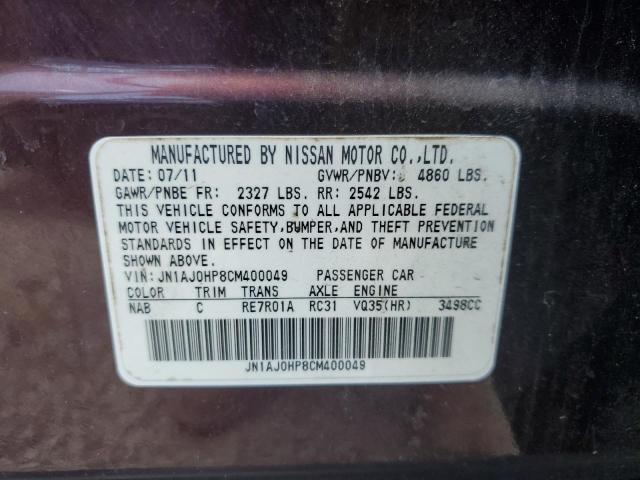 MANUFACTURED BY NISSAN MOTOR CO.,LTD.
DATE: 07/11 GVWR/PNBV: 4860 LBS.
GAWR/PNBE FR: 2327 LBS. RR: 2542 LBS.
THIS VEHICLE CONFORMS TO ALL APPLICABLE FEDERAL
MOTOR VEHICLE SAFETY,BUMPER,AND THEFT PREVENTION
STANDARDS IN EFFECT ON THE DATE OF MANUFACTURE
SHOWN ABOVE.
VIN: JN1AJ0HP8CM400049 PASSENGER CAR
COLOR TRIM TRANS AXLE ENGINE
NAB C RE7R01A RC31 VQ35(HR) 3498CC
JN1AJ0HP8CM400049